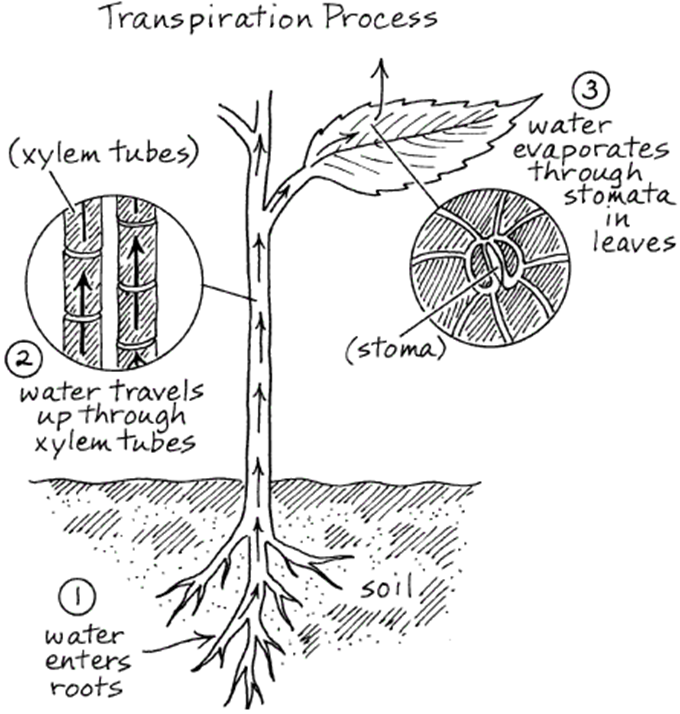 Transpiration Process
(xylem tubes)
2
water travels
up through
xylem tubes
3
water
evaporates
through
stomata
in
leaves
(stoma)
soil
1
water
enters
roots